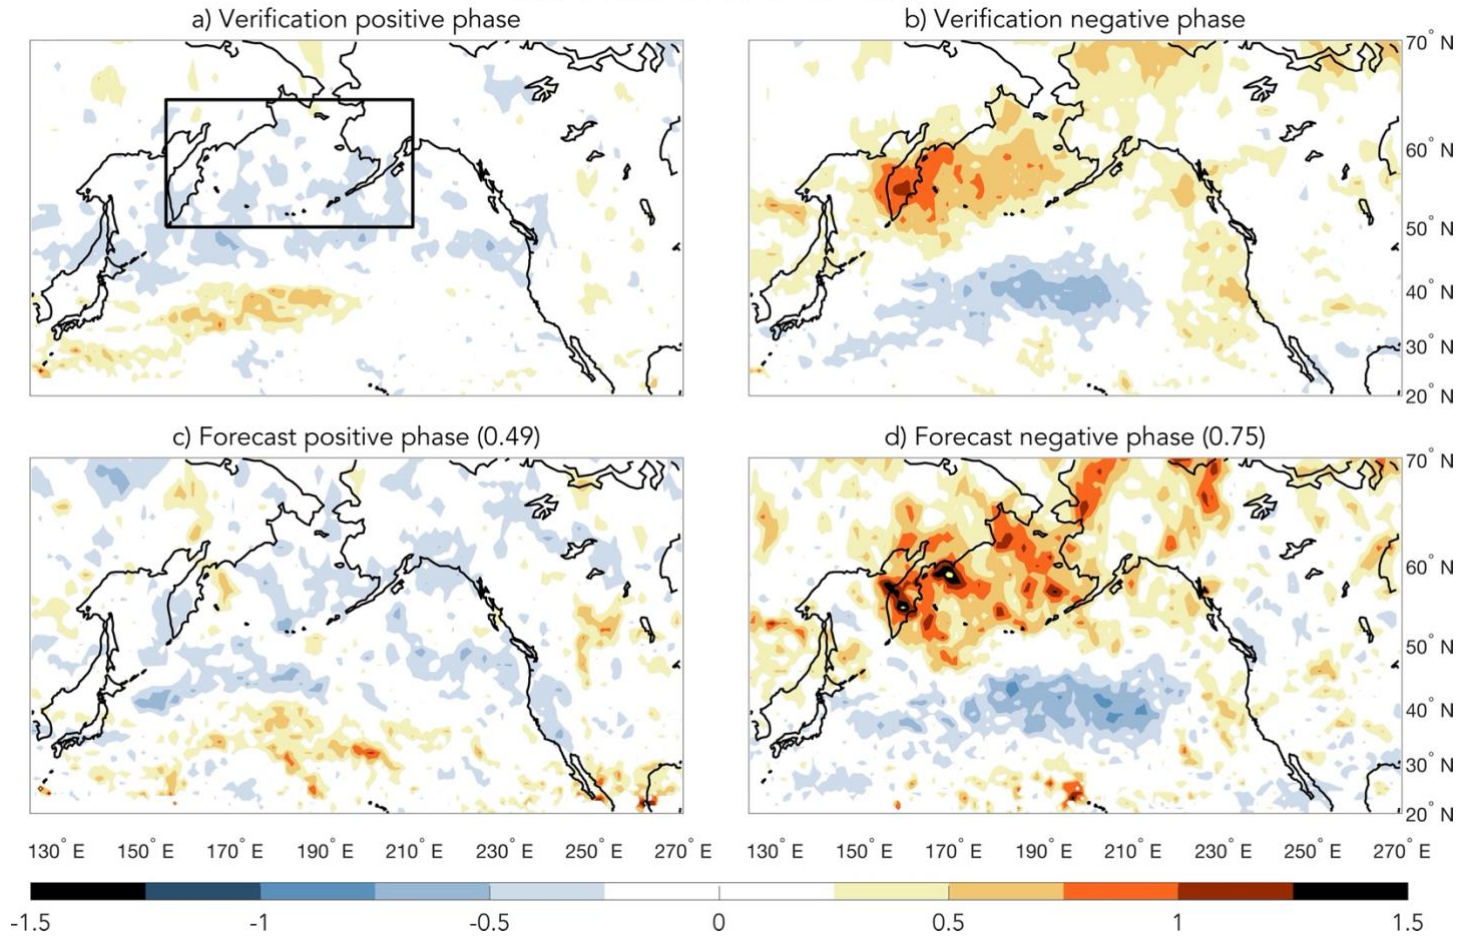 a) Verification positive phase
b) Verification negative phase
70° N
60° N
50° N
40° N
30° N
20° N
c) Forecast positive phase (0.49)
d) Forecast negative phase (0.75)
70° N
60° N
50° N
40° N
30° N
20° N
130° E 150° E 170° E 190° E 210° E 230° E 250° E 270° E
130° E 150° E 170° E 190° E 210° E 230° E 250° E 270° E
-1.5 -1 -0.5 0 0.5 1 1.5